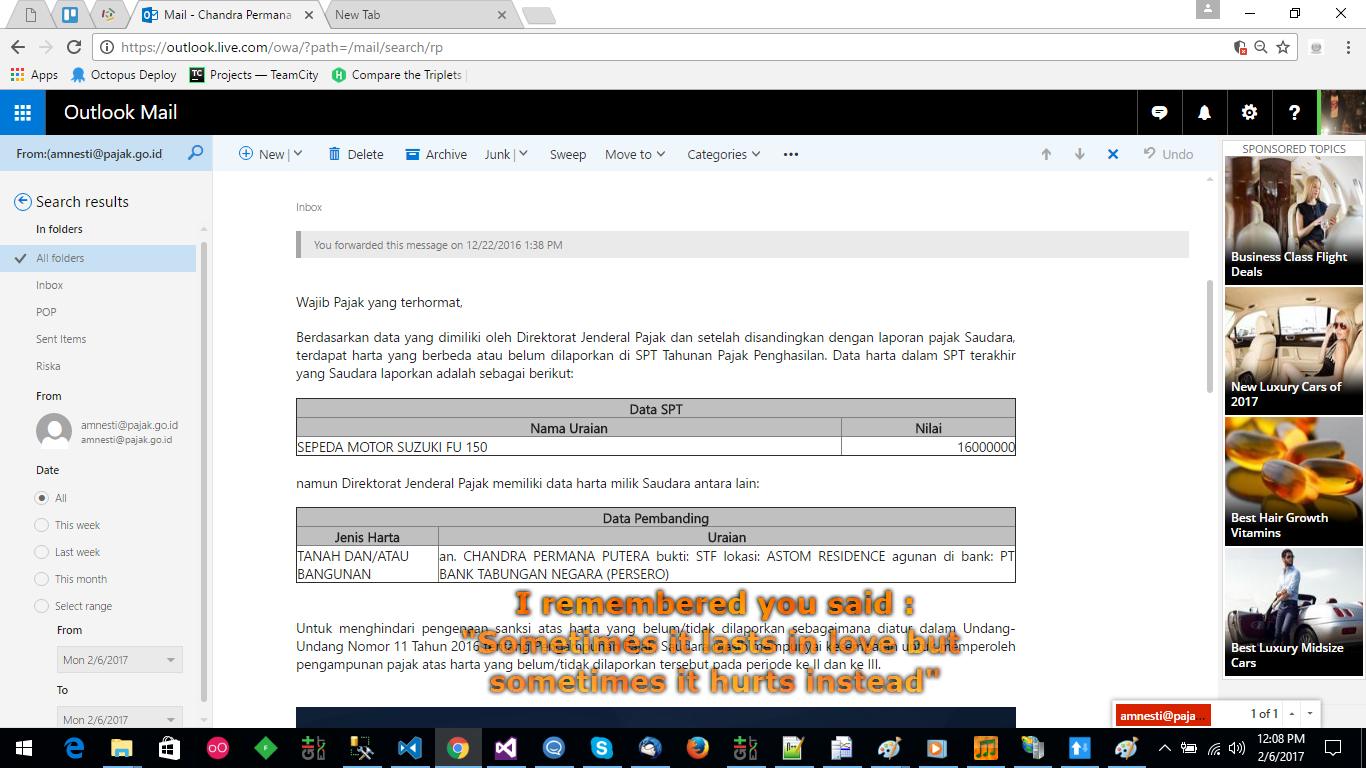 Mail - Chandra Permana
New Tab
https://outlook.live.com/owa/?path=/mail/search/rp
Apps
Octopus Deploy
TC
Projects — TeamCity
Compare the Triplets
Outlook Mail
From:(amnesti@pajak.go.id
New
Delete
Archive
Junk
Sweep
Move to
Categories
Undo
Search results
In folders
All folders
Inbox
POP
Sent Items
Riska
From
amnesti@pajak.go.id
amnesti@pajak.go.id
Date
All
This week
Last week
This month
Select range
From
Mon 2/6/2017
To
Mon 2/6/2017
Inbox
You forwarded this message on 12/22/2016 1:38 PM
Wajib Pajak yang terhormat,
Berdasarkan data yang dimiliki oleh Direktorat Jenderal Pajak dan setelah disandingkan dengan laporan pajak Saudara,
terdapat harta yang berbeda atau belum dilaporkan di SPT Tahunan Pajak Penghasilan. Data harta dalam SPT terakhir
yang Saudara laporkan adalah sebagai berikut:
Data SPT
Nama Uraian Nilai
SEPEDA MOTOR SUZUKI FU 150 16000000
namun Direktorat Jenderal Pajak memiliki data harta milik Saudara antara lain:
Data Pembanding
Jenis Harta Uraian
TANAH DAN/ATAU
BANGUNAN
an. CHANDRA PERMANA PUTERA bukti: STF lokasi: ASTOM RESIDENCE agunan di bank: PT
BANK TABUNGAN NEGARA (PERSERO)
I remembered you said :
"Sometimes it lasts in love but
sometimes it hurts instead"
Untuk menghindari pengenaan sanksi atas harta yang belum/tidak dilaporkan sebagaimana diatur dalam Undang-
Undang Nomor 11 Tahun 2016 tentang
pengampunan pajak atas harta yang belum/tidak dilaporkan tersebut pada periode ke II dan ke III.
SPONSORED TOPICS
Business Class Flight
Deals
New Luxury Cars of
2017
Best Hair Growth
Vitamins
Best Luxury Midsize
Cars
amnesti@paja...
1 of 1
12:08 PM
2/6/2017